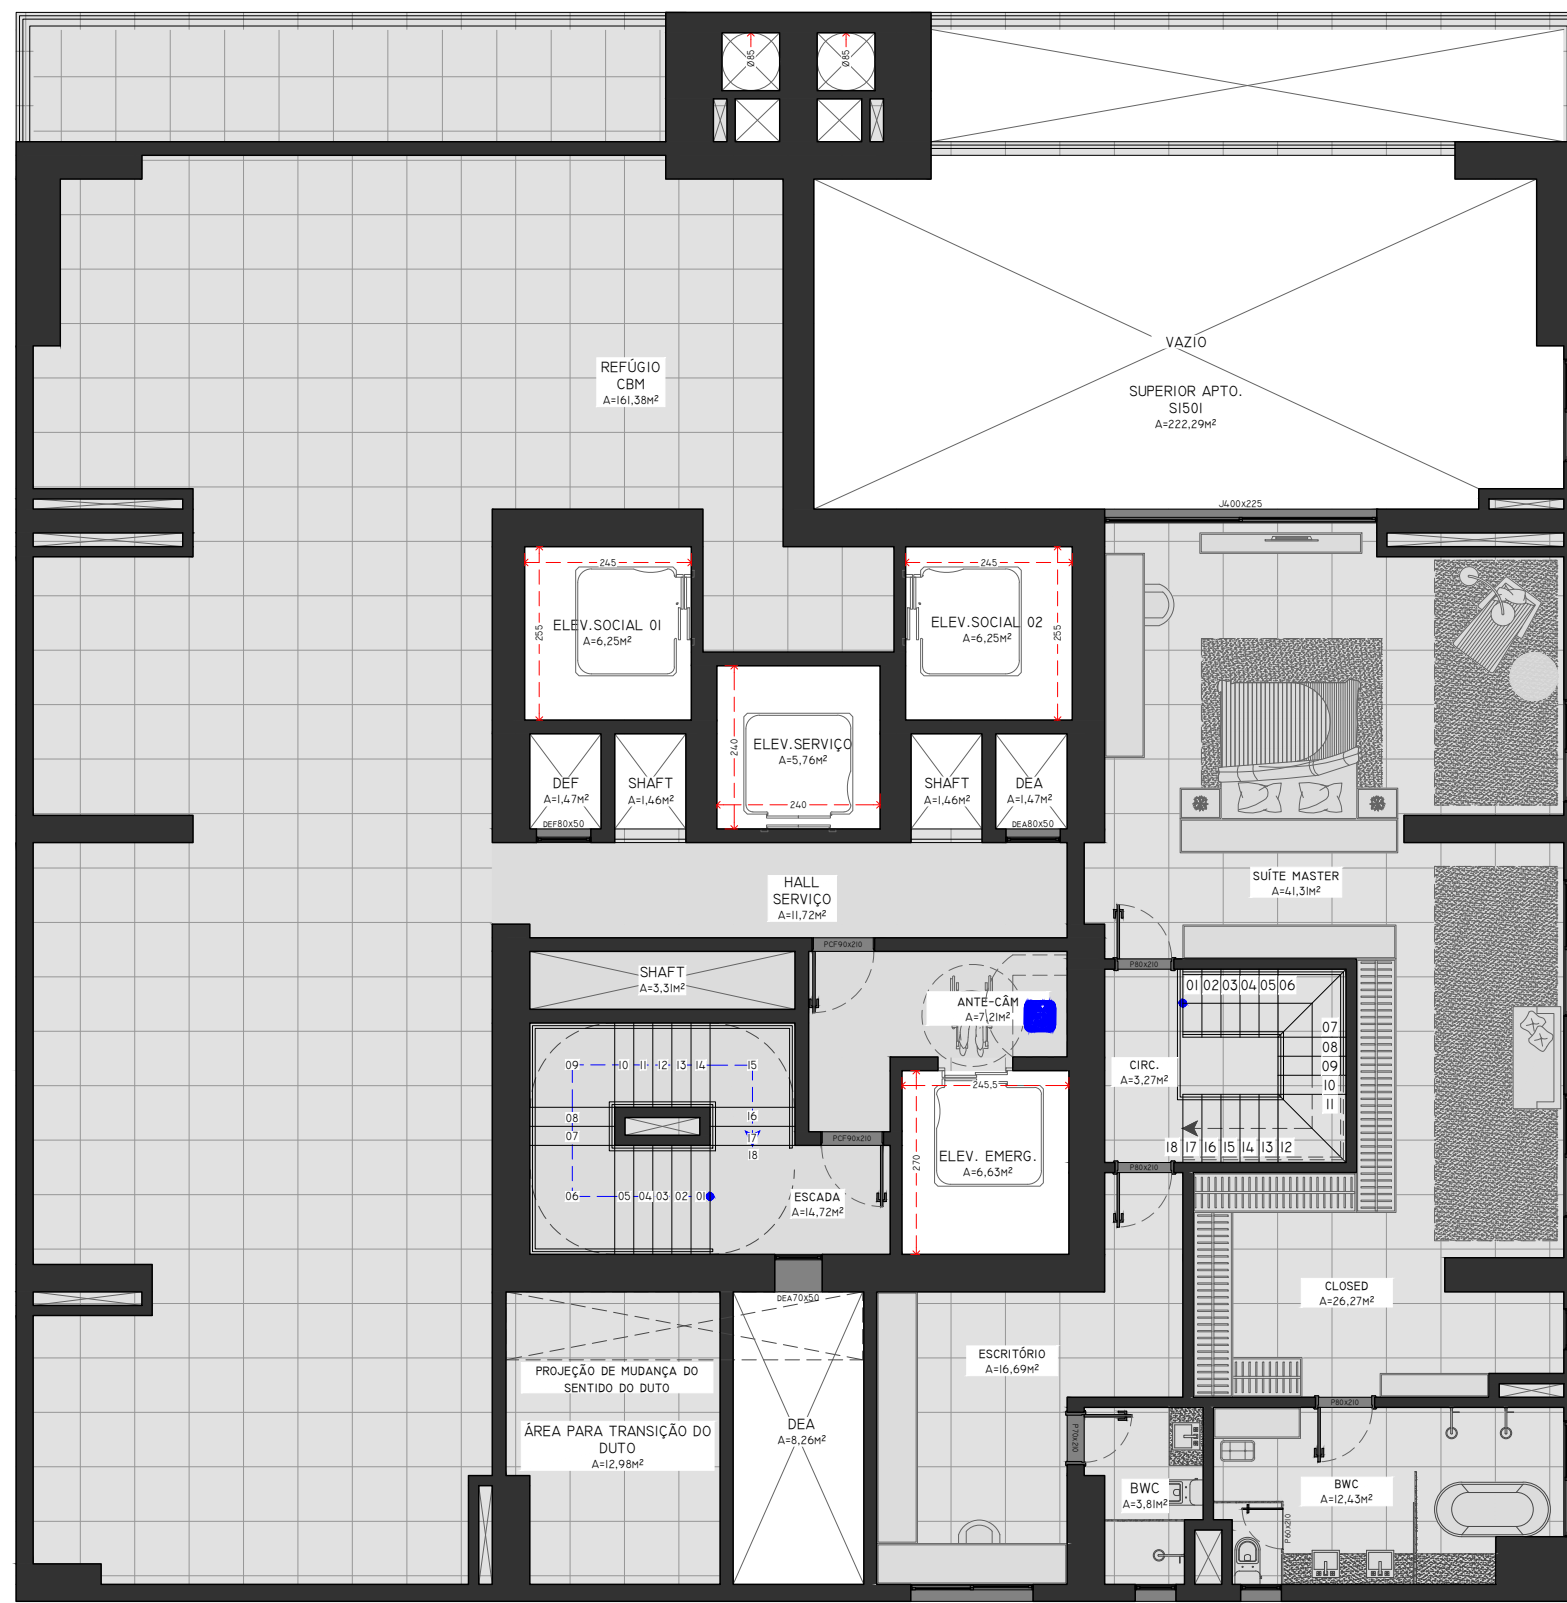 Ø85
Ø85
VAZIO
REFÚGIO
CBM
A=161,38M²
SUPERIOR APTO.
S1501
A=222,29M²
J400x225
245
255
ELEV.SOCIAL 01
A=6,25M²
245
255
ELEV.SOCIAL 02
A=6,25M²
240
ELEV.SERVIÇO
A=5,76M²
240
DEF
A=1,47M²
DEF80x50
SHAFT
A=1,46M²
SHAFT
A=1,46M²
DEA
A=1,47M²
DEA80x50
HALL
SERVIÇO
A=11,72M²
SUÍTE MASTER
A=41,31M²
PCF90x210
P80x210
SHAFT
A=3,31M²
ANTE-CÂM
A=7,21M²
01 02 03 04 05 06
07
08
09
10
11
18 17 16 15 14 13 12
CIRC.
A=3,27M²
P80x210
09 10 11 12 13 14 15
08
07
16
17
18
06 05 04 03 02 01
PCF90x210
ESCADA
A=14,72M²
245,5
270
ELEV. EMERG.
A=6,63M²
DEA70x50
CLOSED
A=26,27M²
PROJEÇÃO DE MUDANÇA DO
SENTIDO DO DUTO
ÁREA PARA TRANSIÇÃO DO
DUTO
A=12,98M²
DEA
A=8,26M²
ESCRITÓRIO
A=16,69M²
P80x210
P70x210
BWC
A=3,81M²
BWC
A=12,43M²
P60x210